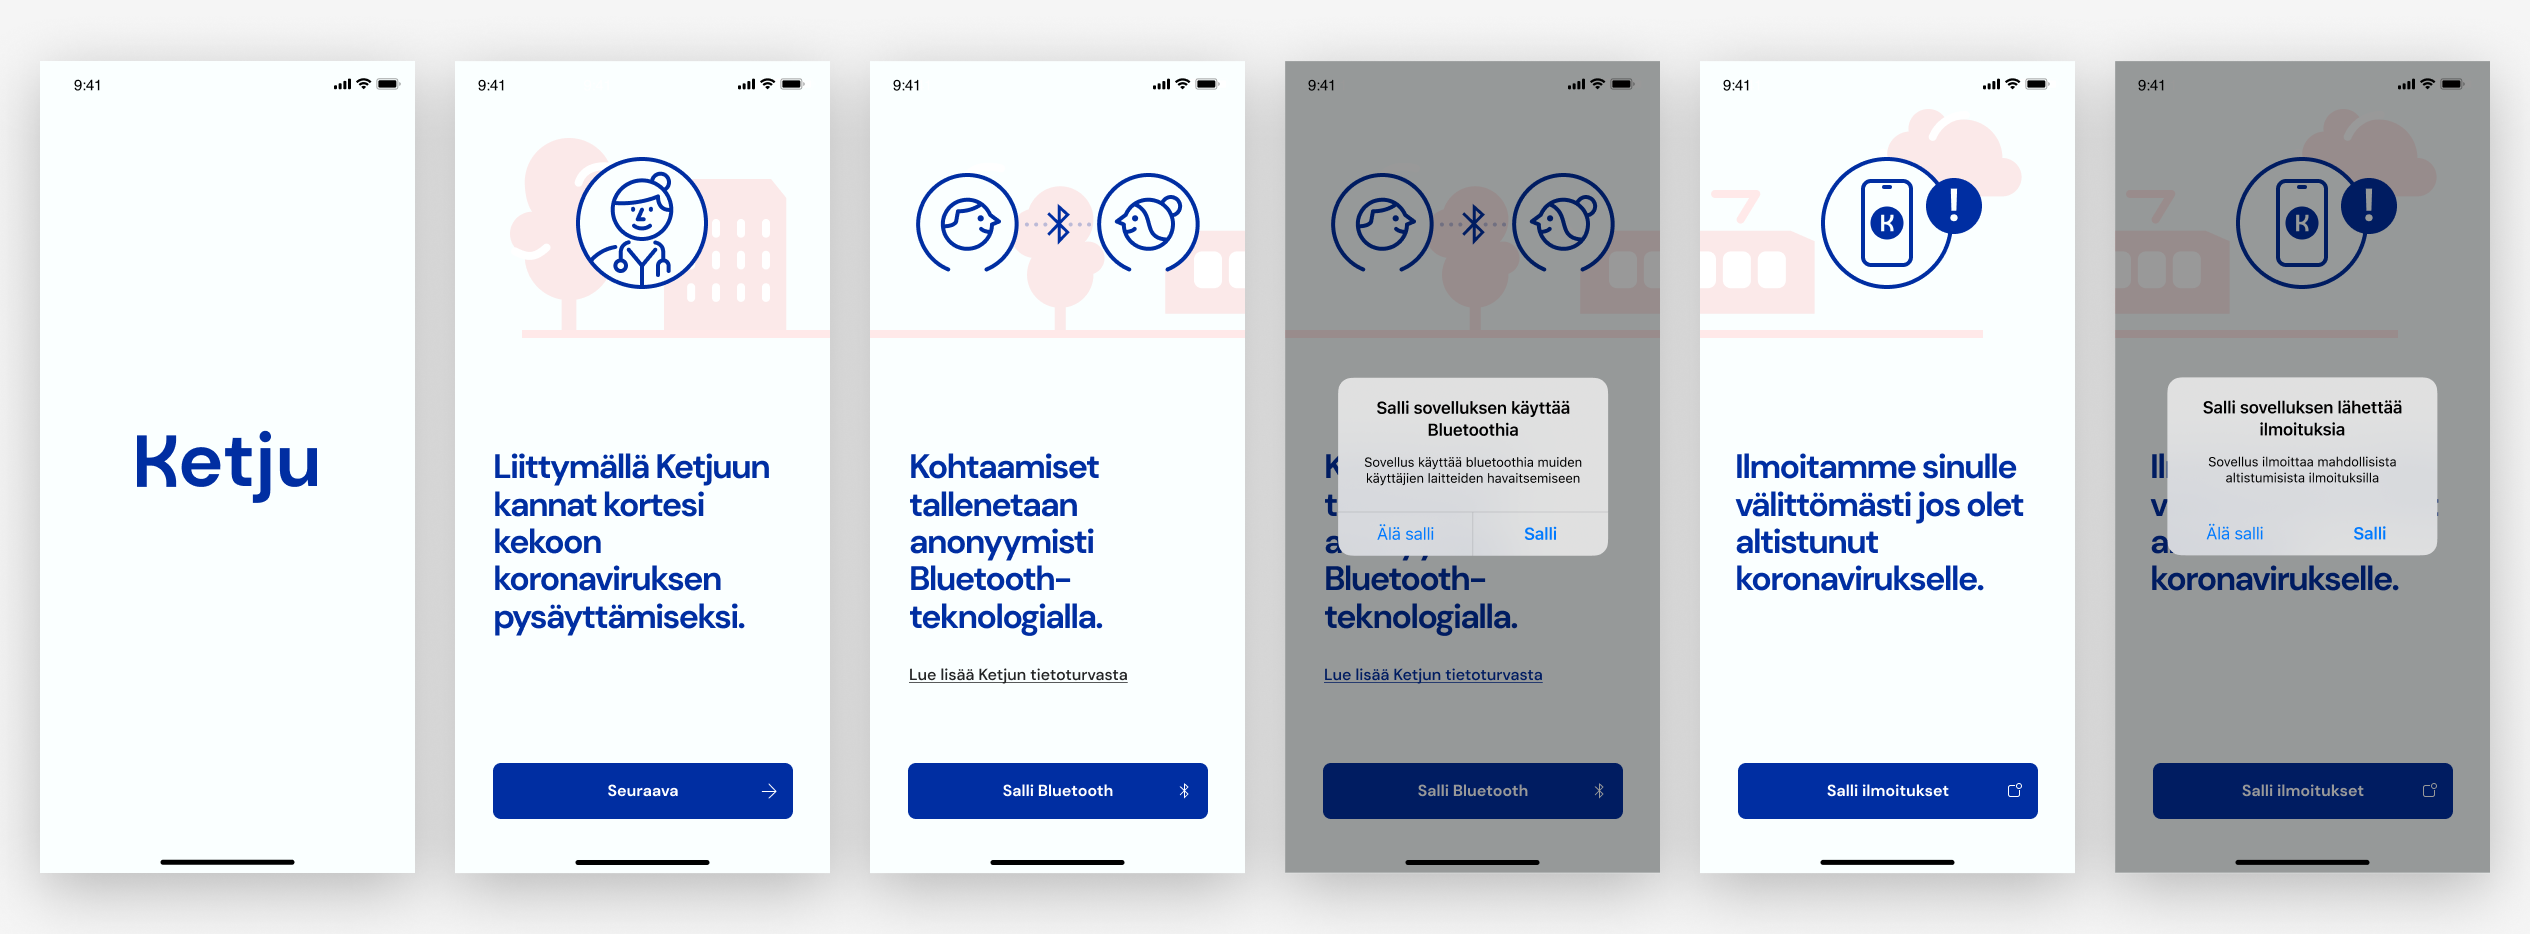 9:41
Ketju
9:41
Liittymällä Ketjuun
kannat kortesi
kekoon
koronaviruksen
pysäyttämiseksi.
Seuraava
9:41
Kohtaamiset
tallenetaan
anonyymisti
Bluetooth-
teknologialla.
Lue lisää Ketjun tietoturvasta
Salli Bluetooth
9:41
Salli sovelluksen käyttää
Bluetoothia
Sovellus käyttää bluetoothia muiden
käyttäjien laitteiden havaitsemiseen
Älä salli
Salli
Bluetooth-
teknologialla.
Lue lisää Ketjun tietoturvasta
Salli Bluetooth
9:41
K
!
Ilmoitamme sinulle
välittömästi jos olet
altistunut
koronavirukselle.
Salli ilmoitukset
9:41
K
!
Salli sovelluksen lähettää
ilmoituksia
Sovellus ilmoittaa mahdollisista
altistumisista ilmoituksilla
Älä salli
Salli
koronavirukselle.
Salli ilmoitukset